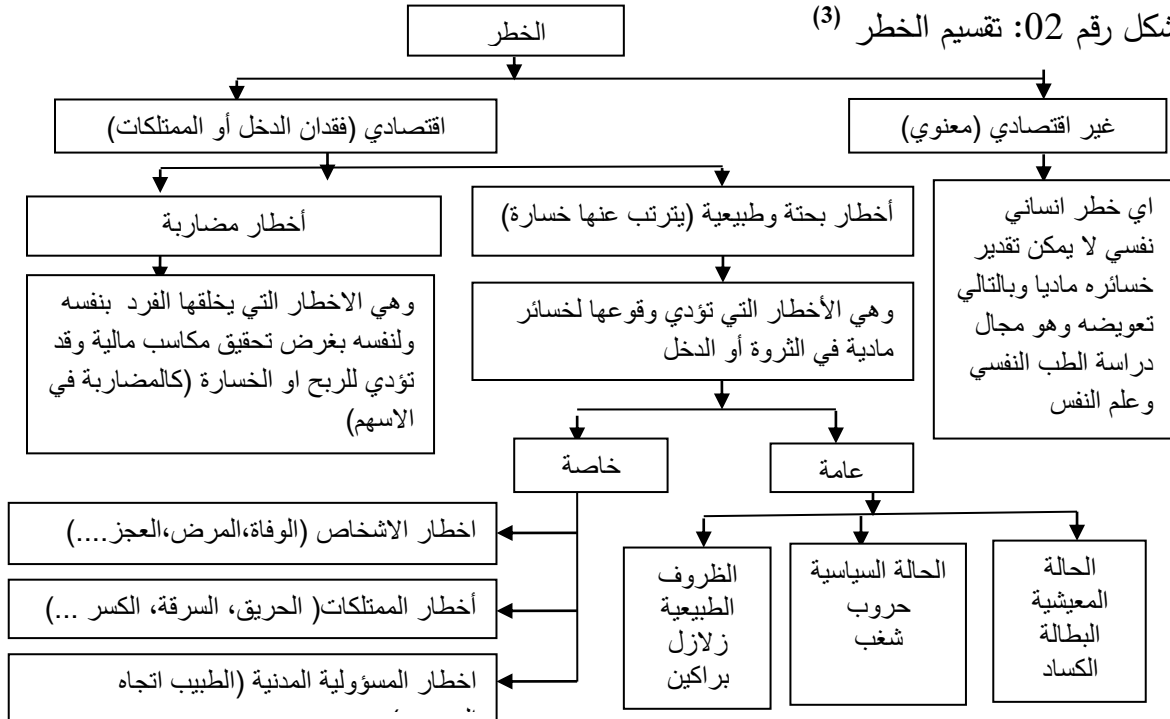 شكل رقم 02: تقسيم الخطر (3)
الخطر
غير اقتصادي (معنوي)
اقتصادي (فقدان الدخل أو الممتلكات)
اي خطر انساني
نفسي لا يمكن تقدير
خسائره ماديا وبالتالي
تعويضه وهو مجال
دراسة الطب النفسي
وعلم النفس
أخطار بحتة وطبيعية (يترتب عنها خسارة)
أخطار مضاربة
وهي الأخطار التي تؤدي وقوعها لخسائر
مادية في الثروة أو الدخل
وهي الاخطار التي يخلقها الفرد بنفسه
ولنفسه بغرض تحقيق مكاسب مالية وقد
تؤدي للربح او الخسارة (كالمضاربة في
الاسهم)
عامة
خاصة
الحالة
المعيشية
البطالة
الكساد
الحالة السياسية
حروب
شغب
الظروف
الطبيعية
زلازل
براكين
اخطار الاشخاص (الوفاة،المرض،العجز....)
أخطار الممتلكات( الحريق، السرقة، الكسر ...)
اخطار المسؤولية المدنية (الطبيب اتجاه